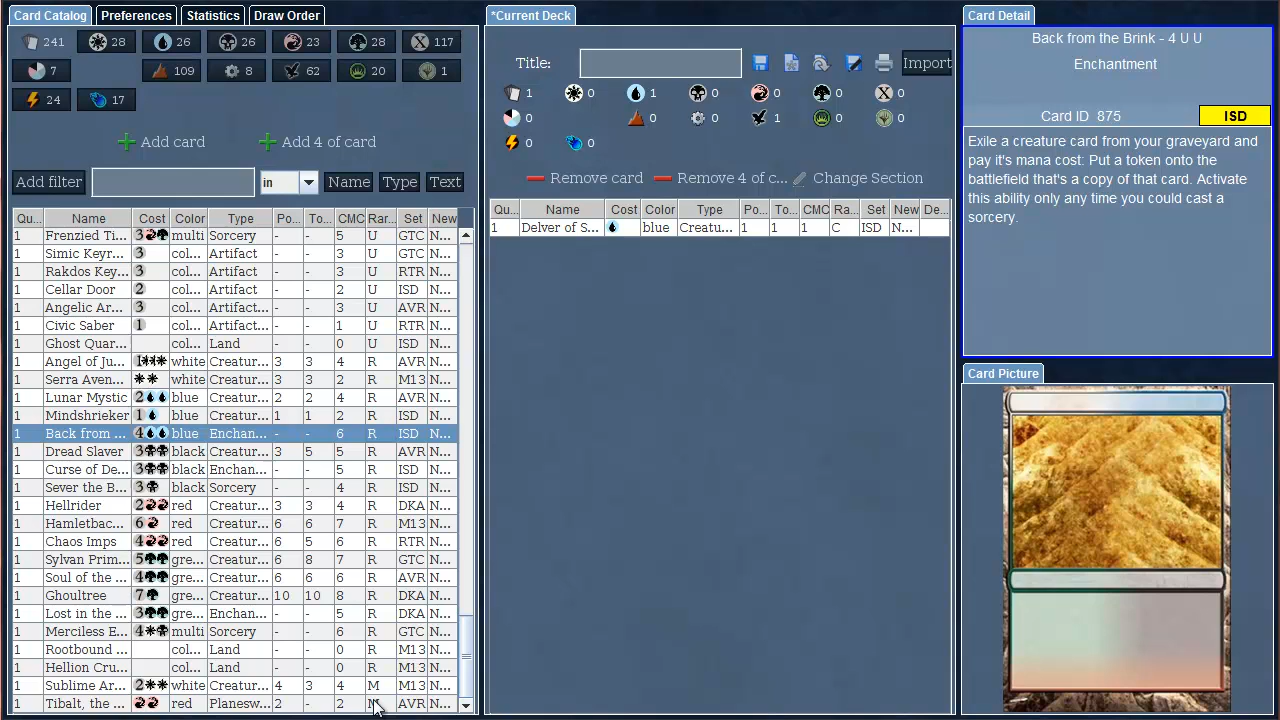 Card Catalog Preferences Statistics Draw Order
241 28 26 26 23 28 117
7 109 8 62 20 1
24 17
Add card Add 4 of card
Add filter in Name Type Text
Qu... Name Cost Color Type Po... To... CMC Rar... Set New
1 Frenzied Ti... 3 multi Sorcery - - 5 U GTC N...
1 Simic Keyr... 3 col... Artifact - - 3 U GTC N...
1 Rakdos Key... 3 col... Artifact - - 3 U RTR N...
1 Cellar Door 2 col... Artifact - - 2 U ISD N...
1 Angelic Ar... 3 col... Artifact... - - 3 U AVR N...
1 Civic Saber 1 col... Artifact... - - 1 U RTR N...
1 Ghost Quar... col... Land - - 0 U ISD N...
1 Angel of Ju... 1 white Creatur... 3 3 4 R AVR N...
1 Serra Aven... white Creatur... 3 3 2 R M13 N...
1 Lunar Mystic 2 blue Creatur... 2 2 4 R AVR N...
1 Mindshrieker 1 blue Creatur... 1 1 2 R ISD N...
1 Back from ... 4 blue Enchan... - - 6 R ISD N...
1 Dread Slaver 3 black Creatur... 3 5 5 R AVR N...
1 Curse of De... 3 black Enchan... - - 5 R ISD N...
1 Sever the B... 3 black Sorcery - - 4 R ISD N...
1 Hellrider 2 red Creatur... 3 3 4 R DKA N...
1 Hamletbac... 6 red Creatur... 6 6 7 R M13 N...
1 Chaos Imps 4 red Creatur... 6 5 6 R RTR N...
1 Sylvan Prim... 5 gre... Creatur... 6 8 7 R GTC N...
1 Soul of the ... 4 gre... Creatur... 6 6 6 R AVR N...
1 Ghoultree 7 gre... Creatur... 10 10 8 R DKA N...
1 Lost in the ... 3 gre... Enchan... - - 5 R DKA N...
1 Merciless E... 4 multi Sorcery - - 6 R GTC N...
1 Rootbound ... col... Land - - 0 R M13 N...
1 Hellion Cru... col... Land - - 0 R M13 N...
1 Sublime Ar... 2 white Creatur... 4 3 4 M M13 N...
1 Tibalt, the ... red Planesw... 2 - 2 AVR N...
*Current Deck
Title: Import
1 0 1 0 0 0 0
0 0 0 1 0 0
0 0
Remove card Remove 4 of c... Change Section
Qu... Name Cost Color Type Po... To... CMC Ra... Set New De...
1 Delver of S... blue Creatu... 1 1 1 C ISD N...
Card Detail
Back from the Brink - 4 U U
Enchantment
Card ID 875 ISD
Exile a creature card from your graveyard and
pay it's mana cost: Put a token onto the
battlefield that's a copy of that card. Activate
this ability only any time you could cast a
sorcery.
Card Picture